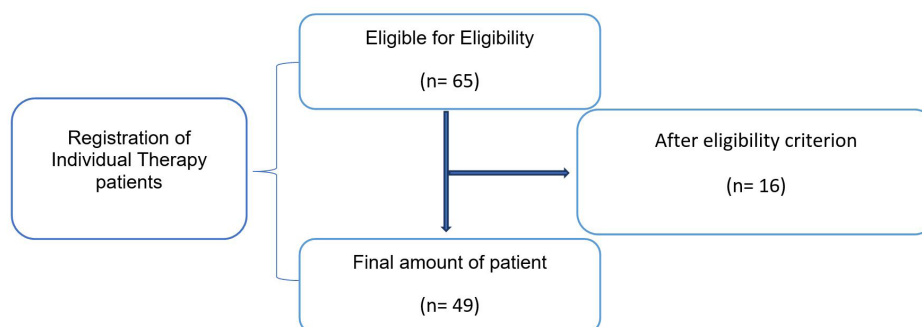 Eligible for Eligibility
(n= 65)
Registration of
Individual Therapy
patients
After eligibility criterion
(n= 16)
Final amount of patient
(n= 49)